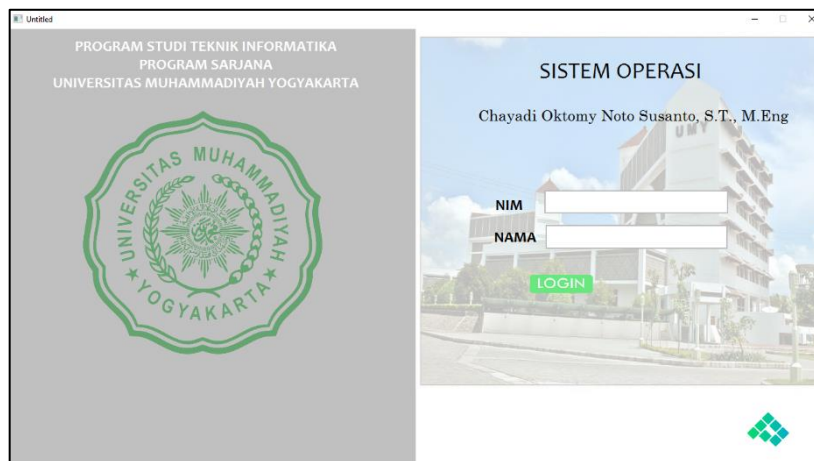 Untitled
PROGRAM STUDI TEKNIK INFORMATIKA
PROGRAM SARJANA
UNIVERSITAS MUHAMMADIYAH YOGYAKARTA
UNIVERSITAS MUHAMMADIYAH
YOGYAKARTA
SISTEM OPERASI
Chayadi Oktomy Noto Susanto, S.T., M.Eng
UMY
NIM
NAMA
LOGIN